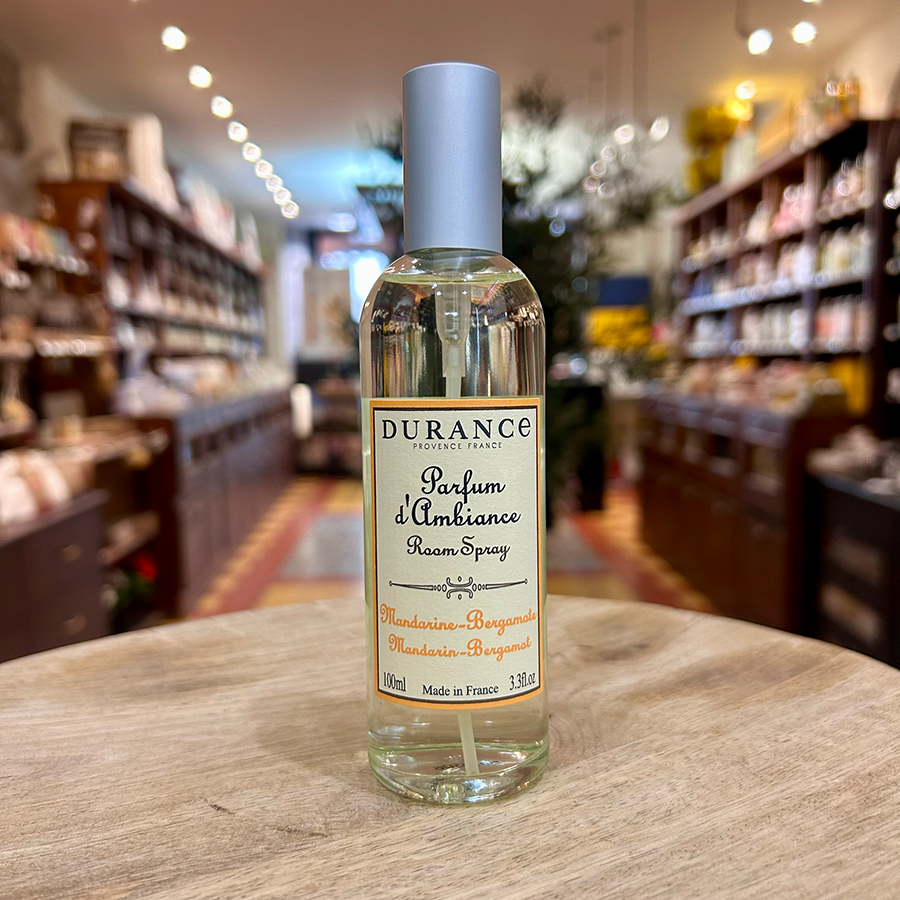 DURANCE
PROVENCE FRANCE
Parfum
d'Ambiance
Room Spray
Mandarine-Bergamote
Mandarin-Bergamot
100ml Made in France 3.3fl.oz